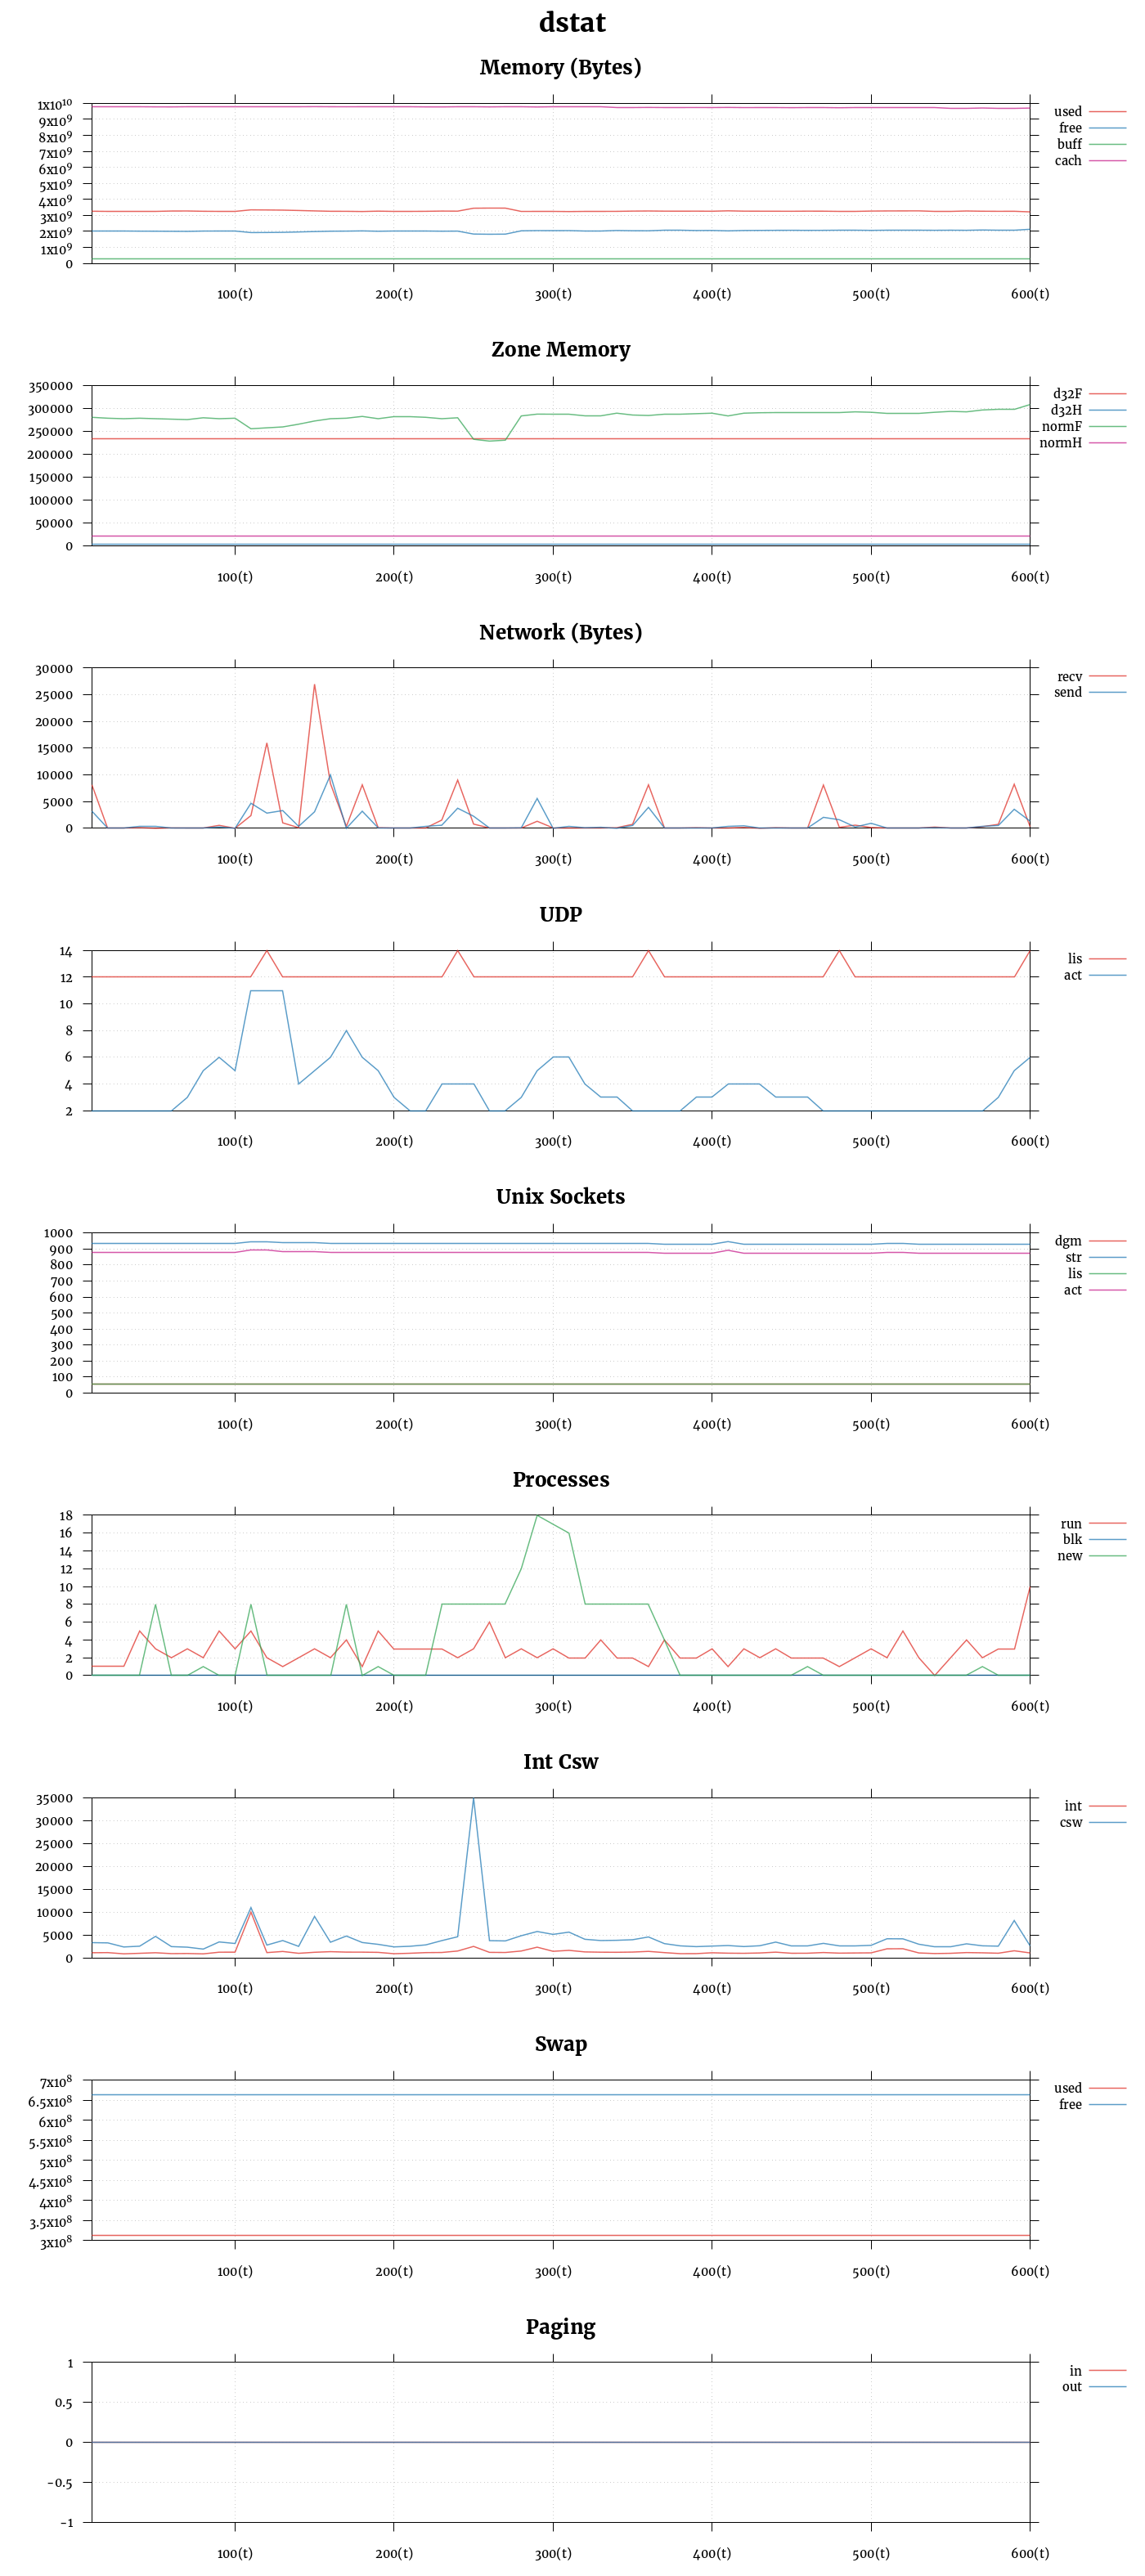 dstat
Memory (Bytes)
1x10¹⁰
9x10⁹
8x10⁹
7x10⁹
6x10⁹
5x10⁹
4x10⁹
3x10⁹
2x10⁹
1x10⁹
0
100(t) 200(t) 300(t) 400(t) 500(t) 600(t)
used
free
buff
cach
Zone Memory
350000
300000
250000
200000
150000
100000
50000
0
100(t) 200(t) 300(t) 400(t) 500(t) 600(t)
d32F
d32H
normF
normH
Network (Bytes)
30000
25000
20000
15000
10000
5000
0
100(t) 200(t) 300(t) 400(t) 500(t) 600(t)
recv
send
UDP
14
12
10
8
6
4
2
100(t) 200(t) 300(t) 400(t) 500(t) 600(t)
lis
act
Unix Sockets
1000
900
800
700
600
500
400
300
200
100
0
100(t) 200(t) 300(t) 400(t) 500(t) 600(t)
dgm
str
lis
act
Processes
18
16
14
12
10
8
6
4
2
0
100(t) 200(t) 300(t) 400(t) 500(t) 600(t)
run
blk
new
Int Csw
35000
30000
25000
20000
15000
10000
5000
0
100(t) 200(t) 300(t) 400(t) 500(t) 600(t)
int
csw
Swap
7x10⁸
6.5x10⁸
6x10⁸
5.5x10⁸
5x10⁸
4.5x10⁸
4x10⁸
3.5x10⁸
3x10⁸
100(t) 200(t) 300(t) 400(t) 500(t) 600(t)
used
free
Paging
1
0.5
0
-0.5
-1
100(t) 200(t) 300(t) 400(t) 500(t) 600(t)
in
out